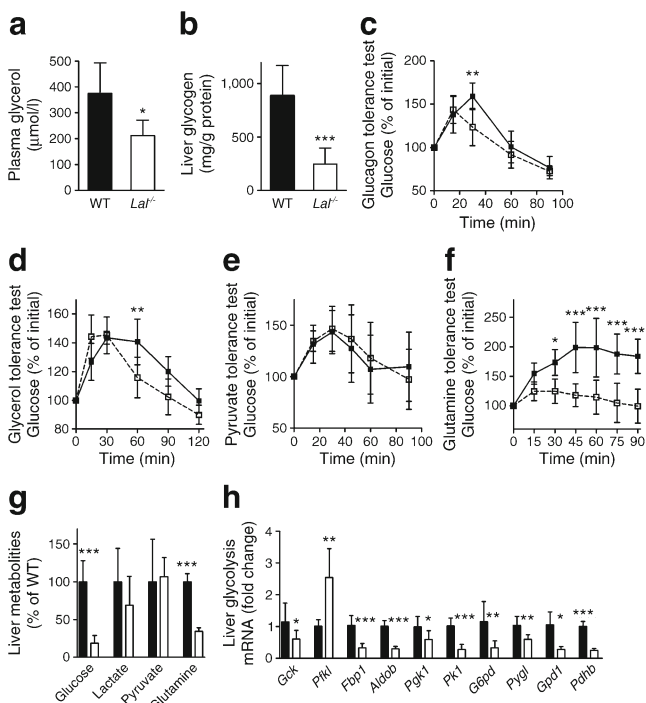 a
Plasma glycerol
(μmol/l)
500
400
300
200
100
0
*
WT
Lal-/-
b
Liver glycogen
(mg/g protein)
1,000
500
0
***
WT
Lal-/-
c
Glucagon tolerance test
Glucose (% of initial)
200
150
100
50
**
0 20 40 60 80 100
Time (min)
d
Glycerol tolerance test
Glucose (% of initial)
160
140
120
100
80
**
0 30 60 90 120
Time (min)
e
Pyruvate tolerance test
Glucose (% of initial)
150
100
50
0 20 40 60 80 100
Time (min)
f
Glutamine tolerance test
Glucose (% of initial)
250
200
150
100
* *** *** *** ***
0 15 30 45 60 75 90
Time (min)
g
Liver metabolities
(% of WT)
150
100
50
0
*** ***
Glucose
Lactate
Pyruvate
Glutamine
h
Liver glycolysis
mRNA (fold change)
4
3
2
1
0
* ** *** *** * *** ** ** * ***
Gck
Pfkl
Fbp1
Aldob
Pgk1
Pk1
G6pd
Pygl
Gpd1
Pdhb